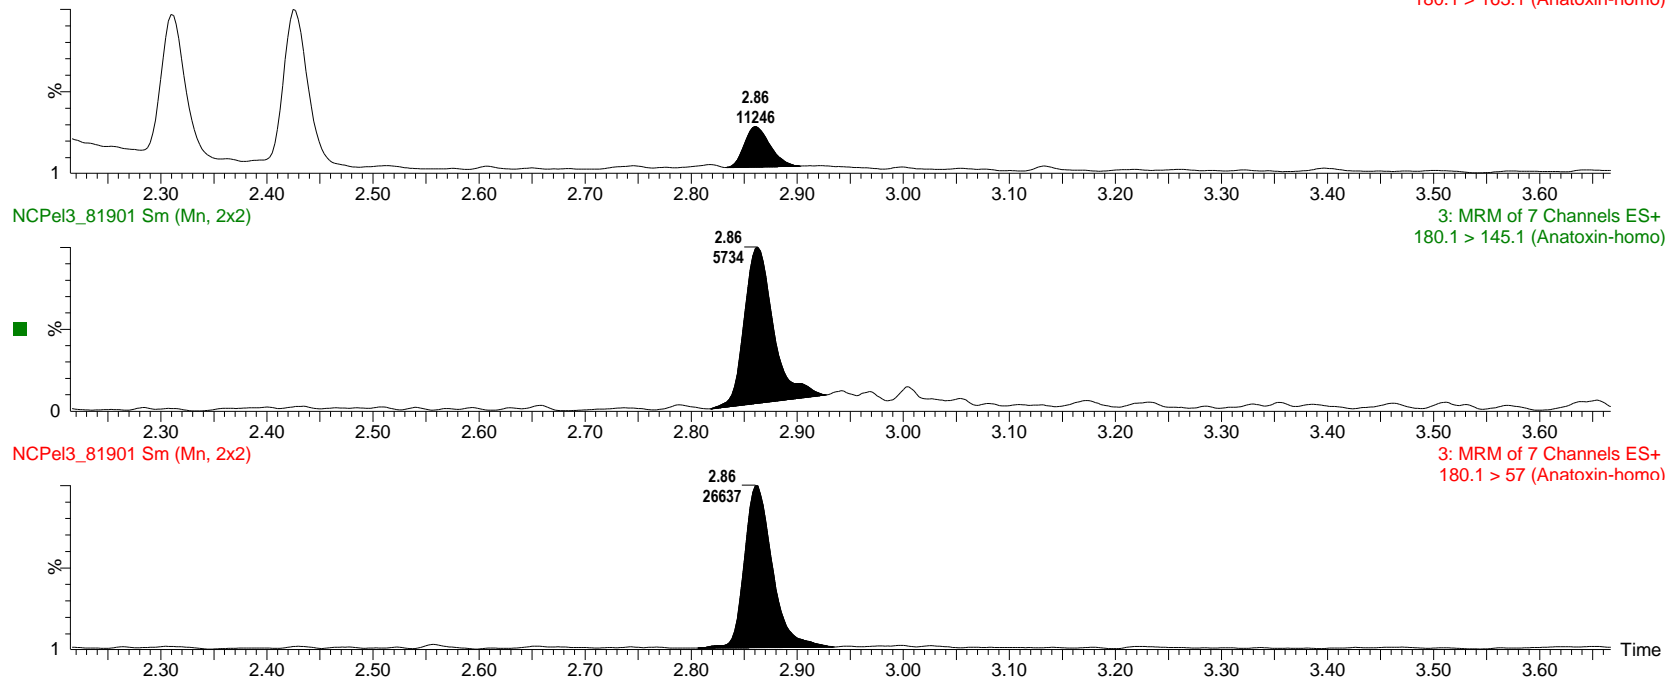 180.1 > 163.1 (Anatoxin-homo)
%
2.86
11246
1
2.30 2.40 2.50 2.60 2.70 2.80 2.90 3.00 3.10 3.20 3.30 3.40 3.50 3.60
NCPel3_81901 Sm (Mn, 2x2)
3: MRM of 7 Channels ES+
180.1 > 145.1 (Anatoxin-homo)
2.86
5734
%
0
2.30 2.40 2.50 2.60 2.70 2.80 2.90 3.00 3.10 3.20 3.30 3.40 3.50 3.60
NCPel3_81901 Sm (Mn, 2x2)
3: MRM of 7 Channels ES+
180.1 > 57 (Anatoxin-homo)
2.86
26637
%
1
Time
2.30 2.40 2.50 2.60 2.70 2.80 2.90 3.00 3.10 3.20 3.30 3.40 3.50 3.60